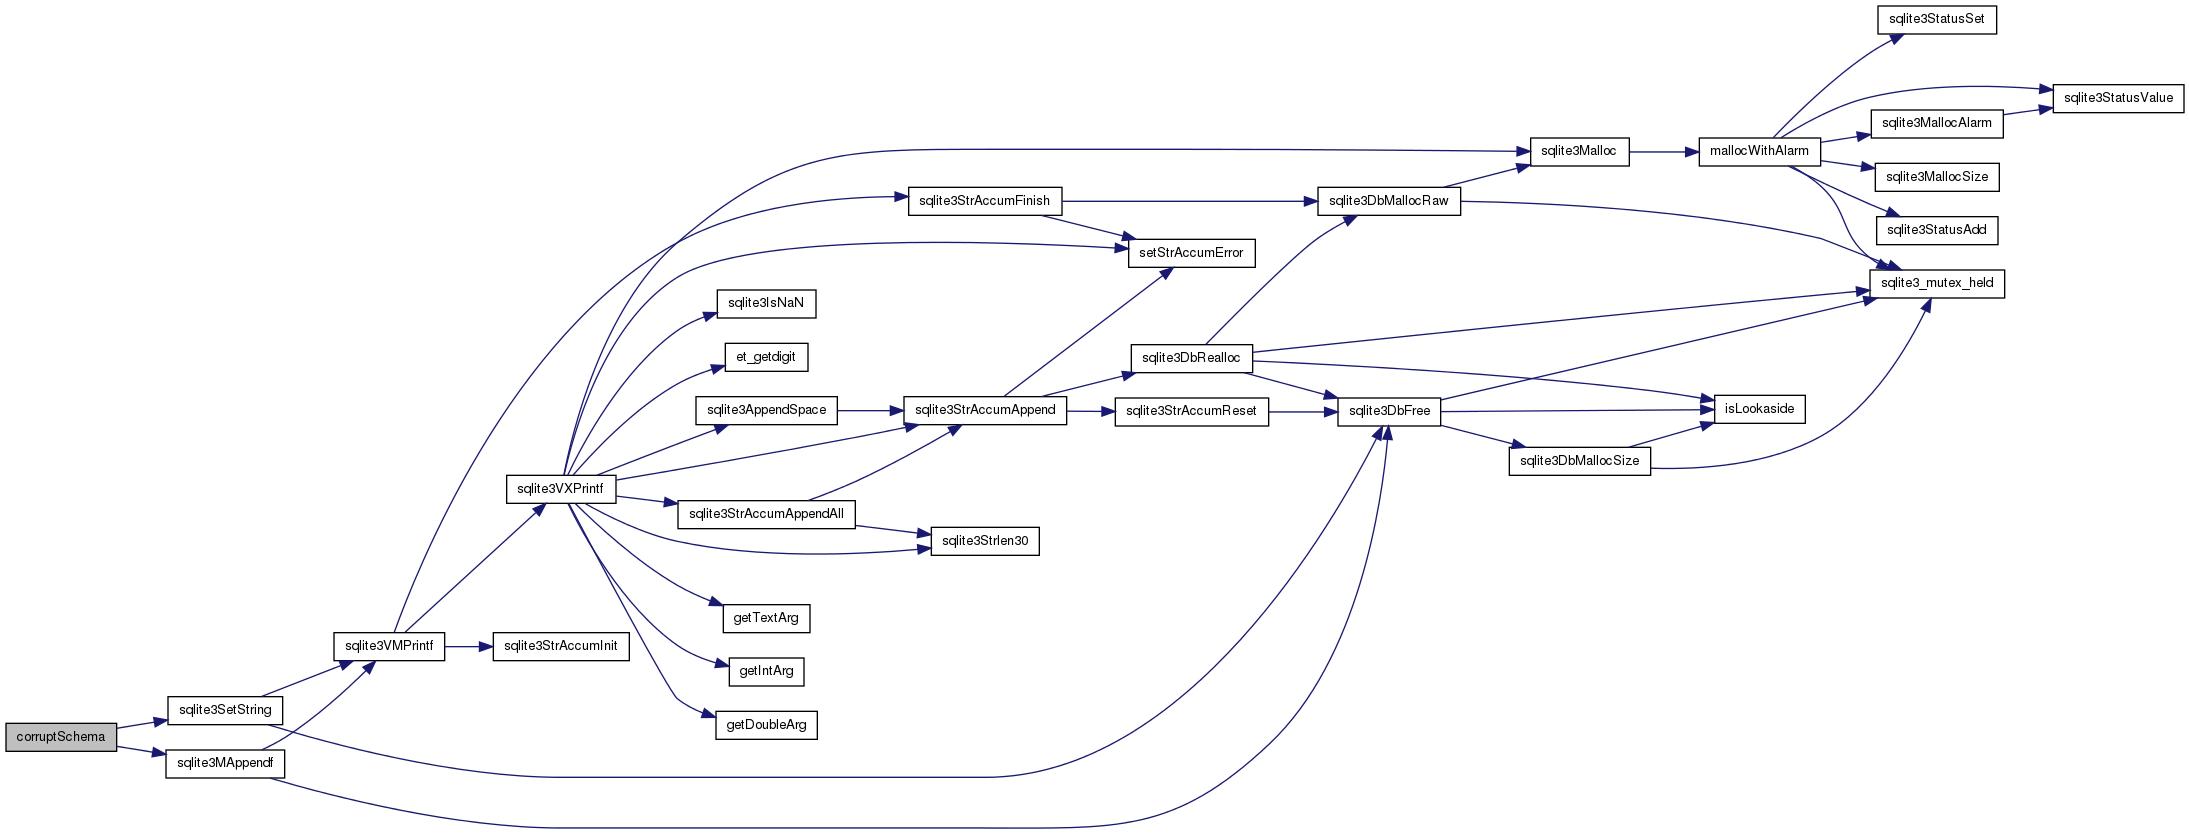 sqlite3StatusSet
sqlite3StatusValue
sqlite3MallocAlarm
sqlite3Malloc
mallocWithAlarm
sqlite3MallocSize
sqlite3StrAccumFinish
sqlite3DbMallocRaw
sqlite3StatusAdd
setStrAccumError
sqlite3_mutex_held
sqlite3IsNaN
et_getdigit
sqlite3DbRealloc
sqlite3AppendSpace
sqlite3StrAccumAppend
sqlite3StrAccumReset
sqlite3DbFree
isLookaside
sqlite3DbMallocSize
sqlite3VXPrintf
sqlite3StrAccumAppendAll
sqlite3Strlen30
getTextArg
sqlite3VMPrintf
sqlite3StrAccumInit
getIntArg
sqlite3SetString
getDoubleArg
corruptSchema
sqlite3MAppendf